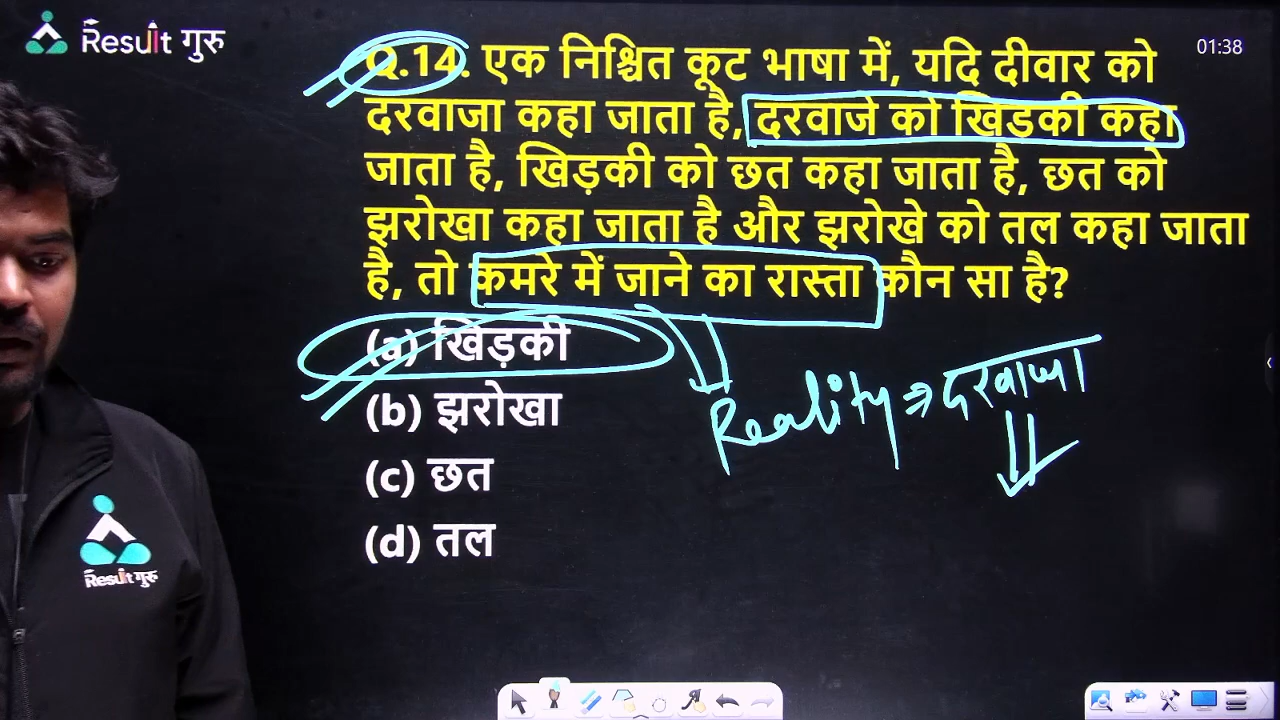 Result गुरु
01:38
Q.14. एक निश्चित कूट भाषा में, यदि दीवार को
दरवाजा कहा जाता है, दरवाजे को खिड़की कहा
जाता है, खिड़की को छत कहा जाता है, छत को
झरोखा कहा जाता है और झरोखे को तल कहा जाता
है, तो कमरे में जाने का रास्ता कौन सा है?
(a) खिड़की
(b) झरोखा
Reality ⇒ दरवाजा
(c) छत
(d) तल
Result गुरु